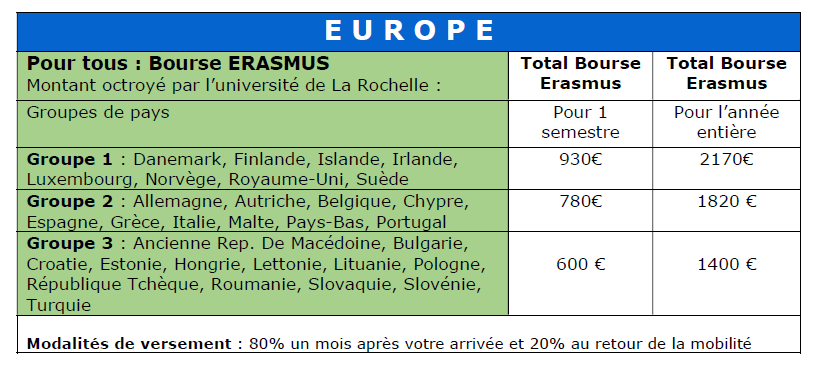 EUROPE
Pour tous : Bourse ERASMUS
Montant octroyé par l’université de La Rochelle :
Total Bourse
Erasmus
Total Bourse
Erasmus
Groupes de pays
Pour 1
semestre
Pour l’année
entière
Groupe 1 : Danemark, Finlande, Islande, Irlande,
Luxembourg, Norvège, Royaume-Uni, Suède
930€
2170€
Groupe 2 : Allemagne, Autriche, Belgique, Chypre,
Espagne, Grèce, Italie, Malte, Pays-Bas, Portugal
780€
1820 €
Groupe 3 : Ancienne Rep. De Macédoine, Bulgarie,
Croatie, Estonie, Hongrie, Lettonie, Lituanie, Pologne,
République Tchèque, Roumanie, Slovaquie, Slovénie,
Turquie
600 €
1400 €
Modalités de versement : 80% un mois après votre arrivée et 20% au retour de la mobilité